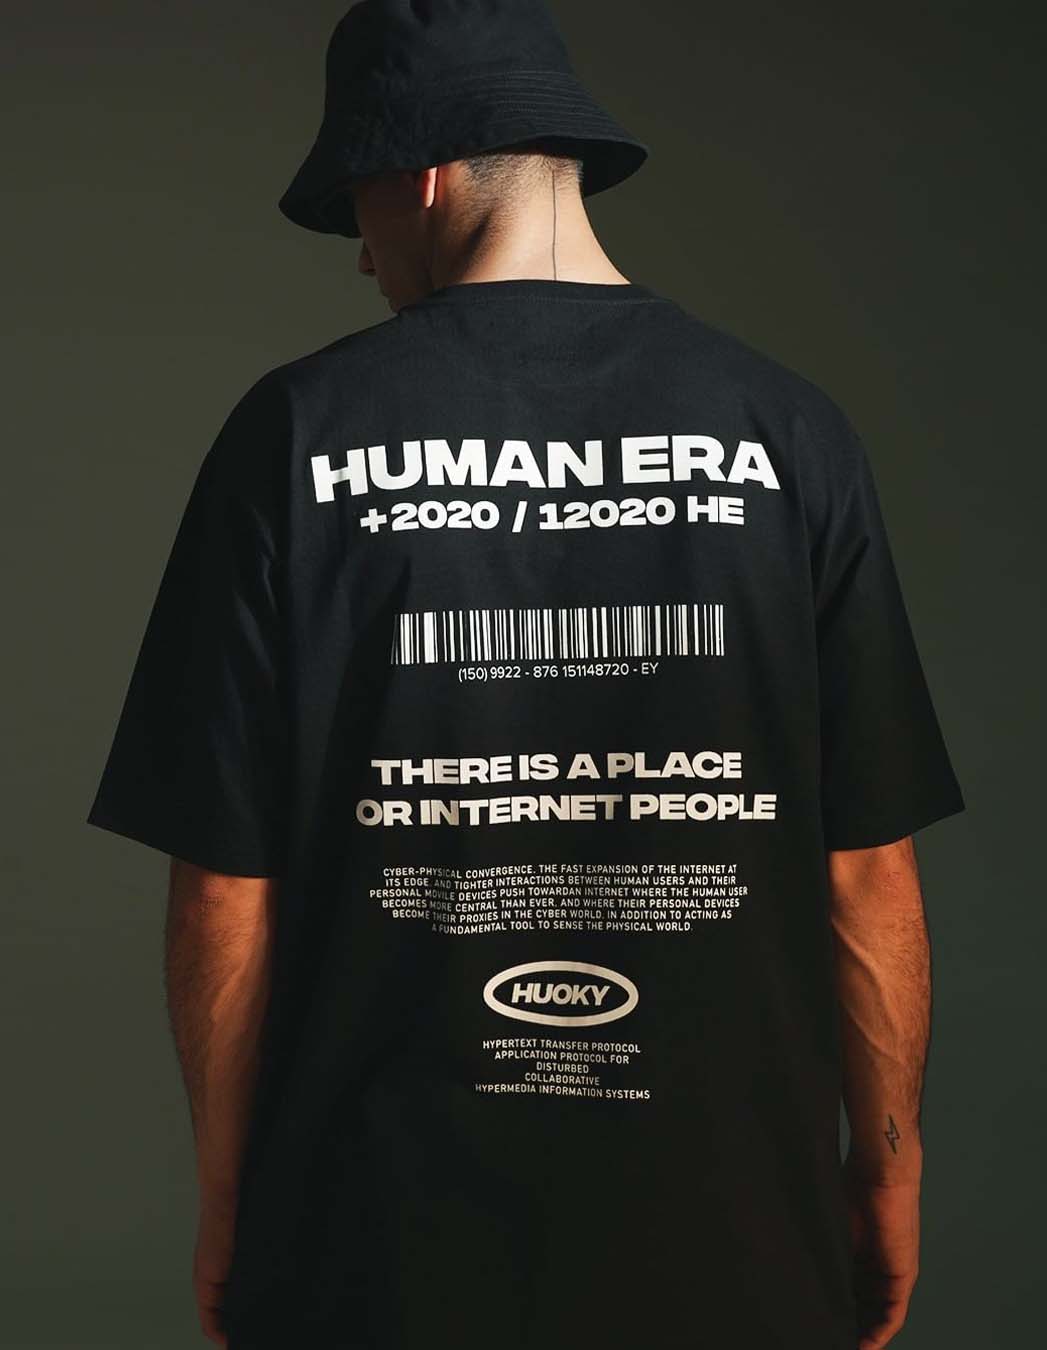 HUMAN ERA
+2020 / 12020 HE
(150) 9922 - 876 151148720 - EY
THERE IS A PLACE
OR INTERNET PEOPLE
CYBER-PHYSICAL CONVERGENCE. THE FAST EXPANSION OF THE INTERNET AT
ITS EDGE, AND TIGHTER INTERACTIONS BETWEEN HUMAN USERS AND THEIR
PERSONAL MOVILE DEVICES PUSH TOWARDAN INTERNET WHERE THE HUMAN USER
BECOMES MORE CENTRAL THAN EVER, AND WHERE THEIR PERSONAL DEVICES
BECOME THEIR PROXIES IN THE CYBER WORLD, IN ADDITION TO ACTING AS
A FUNDAMENTAL TOOL TO SENSE THE PHYSICAL WORLD.
HUOKY
HYPERTEXT TRANSFER PROTOCOL
APPLICATION PROTOCOL FOR
DISTURBED
COLLABORATIVE
HYPERMEDIA INFORMATION SYSTEMS